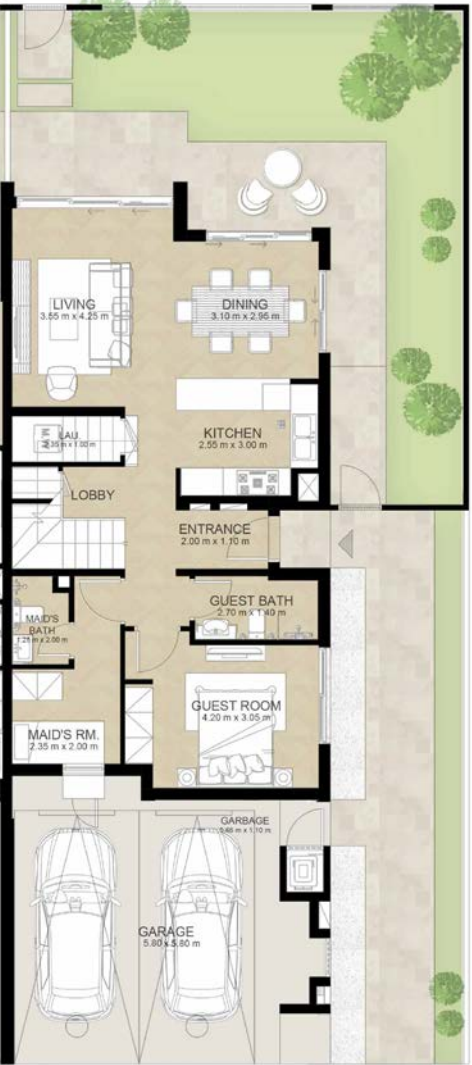 LIVING
3.55 m x 4.25 m
DINING
3.10 m x 2.95 m
KITCHEN
2.55 m x 3.00 m
LAU.
LOBBY
ENTRANCE
2.00 m x 1.10 m
GUEST BATH
2.70 m x 1.40 m
MAID'S
BATH
GUEST ROOM
4.20 m x 3.05 m
MAID'S RM.
2.35 m x 2.00 m
GARBAGE
GARAGE
5.80 x 5.80 m